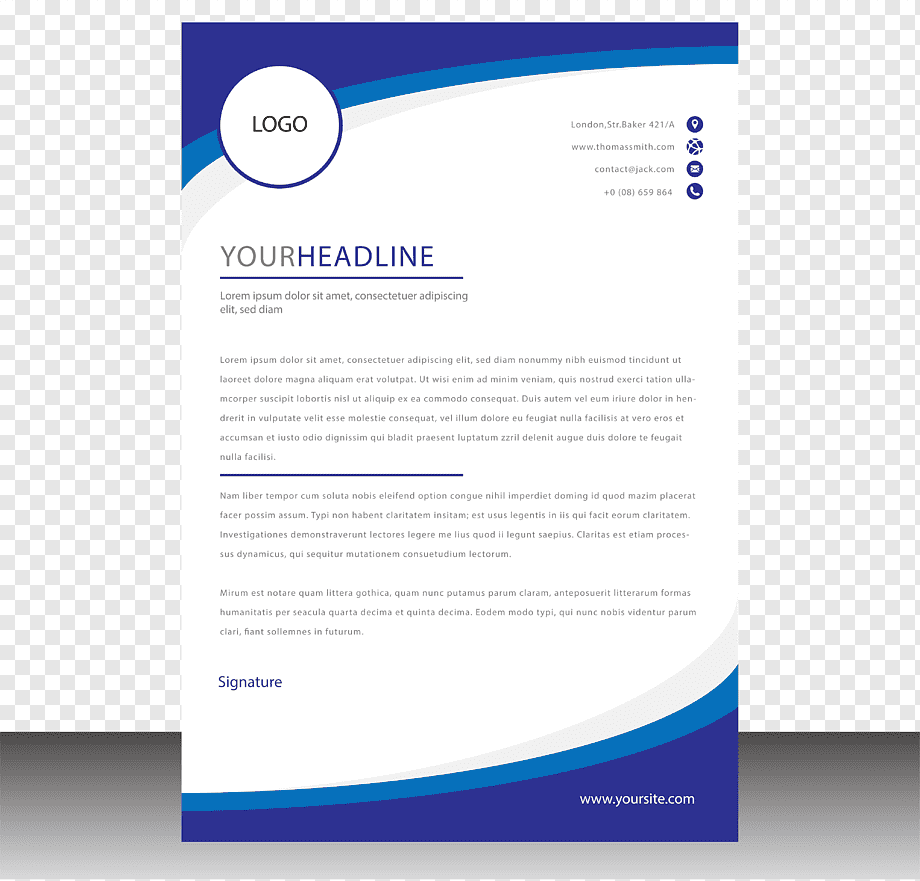 LOGO
London,Str.Baker 421/A
www.thomassmith.com
contact@jack.com
+0 (08) 659 864
YOURHEADLINE
Lorem ipsum dolor sit amet, consectetuer adipiscing
elit, sed diam
Lorem ipsum dolor sit amet, consectetuer adipiscing elit, sed diam nonummy nibh euismod tincidunt ut
laoreet dolore magna aliquam erat volutpat. Ut wisi enim ad minim veniam, quis nostrud exerci tation ulla-
mcorper suscipit lobortis nisl ut aliquip ex ea commodo consequat. Duis autem vel eum iriure dolor in hen-
drerit in vulputate velit esse molestie consequat, vel illum dolore eu feugiat nulla facilisis at vero eros et
accumsan et iusto odio dignissim qui bladit praesent luptatum zzril delenit augue duis dolore te feugait
nulla facilisi.
Nam liber tempor cum soluta nobis eleifend option congue nihil imperdiet doming id quod mazim placerat
facer possim assum. Typi non habent claritatem insitam; est usus legentis in iis qui facit eorum claritatem.
Investigationes demonstraverunt lectores legere me lius quod ii legunt saepius. Claritas est etiam proces-
sus dynamicus, qui sequitur mutationem consuetudium lectorum.
Mirum est notare quam littera gothica, quam nunc putamus parum claram, anteposuerit litterarum formas
humanitatis per seacula quarta decima et quinta decima. Eodem modo typi, qui nunc nobis videntur parum
clari, fiant sollemnes in futurum.
Signature
www.yoursite.com